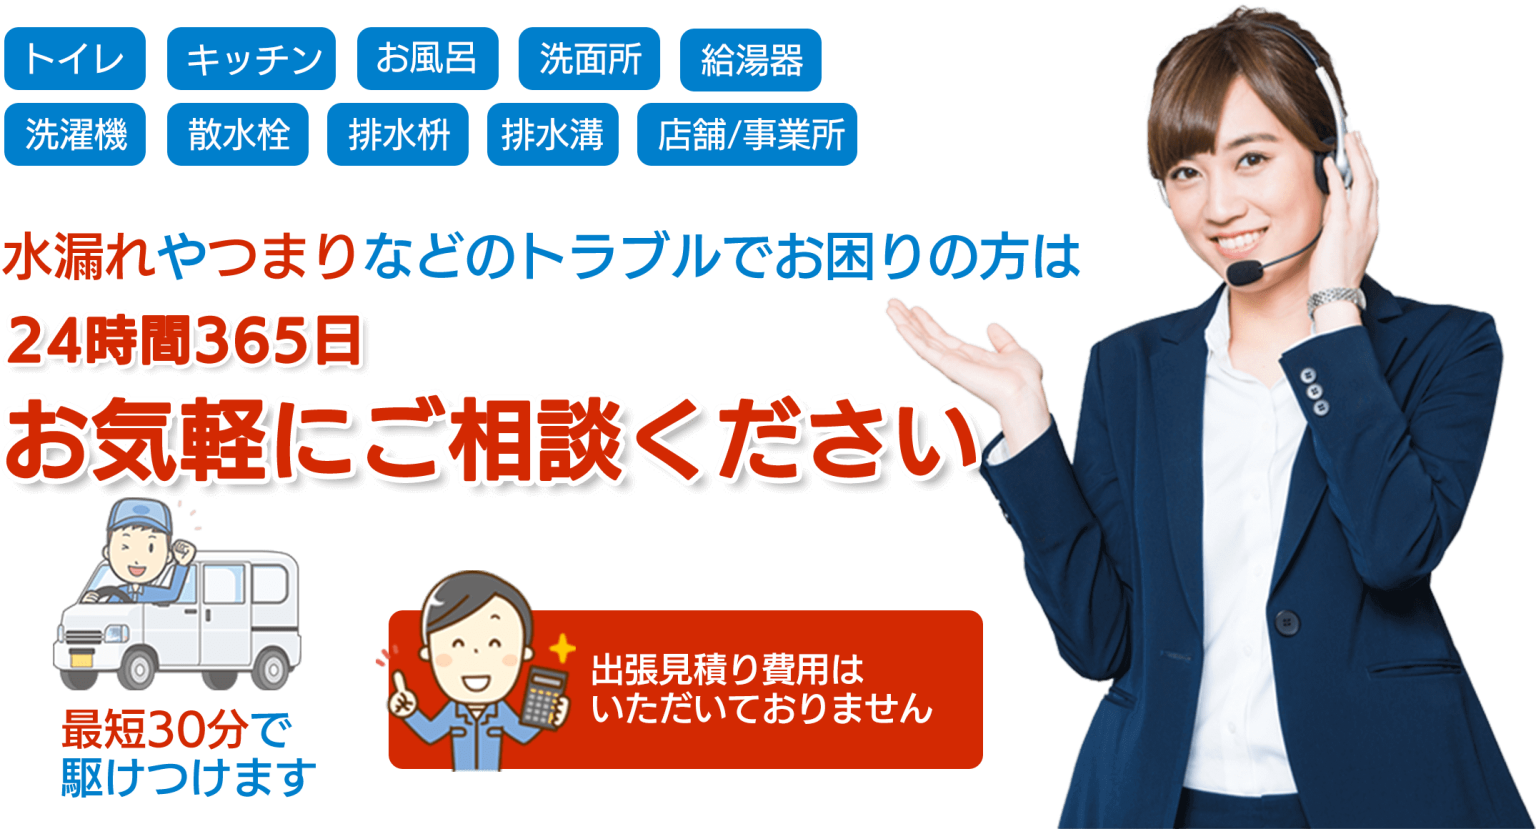 トイレ キッチン お風呂 洗面所 給湯器
洗濯機 散水栓 排水枡 排水溝 店舗/事業所
水漏れやつまりなどのトラブルでお困りの方は
24時間365日
お気軽にご相談ください
最短30分で
駆けつけます
出張見積り費用は
いただいておりません